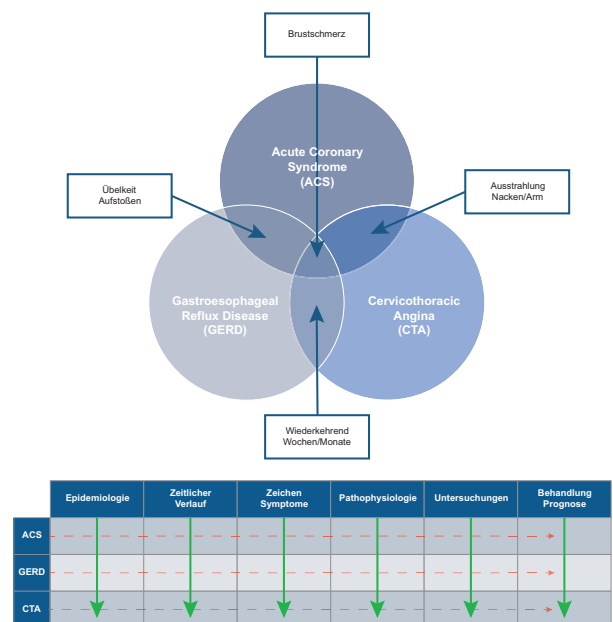 Brustschmerz
Acute Coronary
Syndrome
(ACS)
Übelkeit
Aufstoßen
Ausstrahlung
Nacken/Arm
Gastroesophageal
Reflux Disease
(GERD)
Cervicothoracic
Angina
(CTA)
Wiederkehrend
Wochen/Monate
Epidemiologie
Zeitlicher
Verlauf
Zeichen
Symptome
Pathophysiologie
Untersuchungen
Behandlung
Prognose
ACS
GERD
CTA